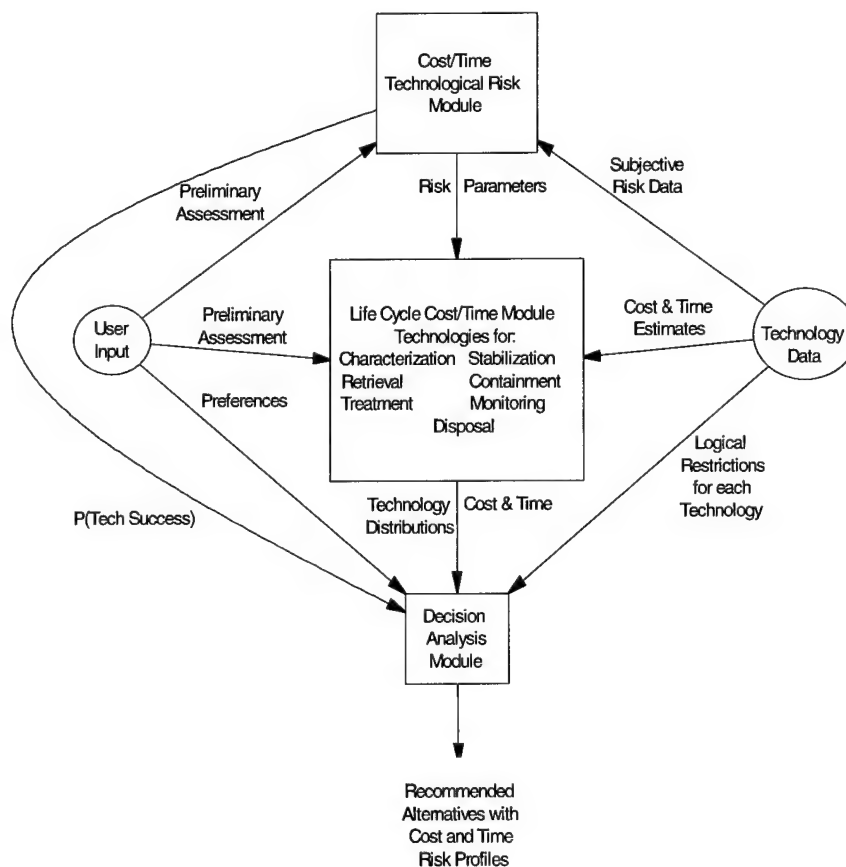 Cost/Time
Technological Risk
Module
Preliminary
Assessment
Risk Parameters
Subjective
Risk Data
User
Input
Preliminary
Assessment
Preferences
Life Cycle Cost/Time Module
Technologies for:
Characterization Stabilization
Retrieval Containment
Treatment Monitoring
Disposal
Cost & Time
Estimates
Technology
Data
Logical
Restrictions
for each
Technology
P(Tech Success)
Technology Cost & Time
Distributions
Decision
Analysis
Module
Recommended
Alternatives with
Cost and Time
Risk Profiles